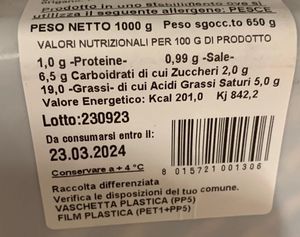 Prodotto in uno stabilimento ove si
utilizza il seguente allergene: PESCE
PESO NETTO 1000 g Peso sgocc.to 650 g
VALORI NUTRIZIONALI PER 100 G DI PRODOTTO
1,0 g -Proteine- 0,99 g -Sale-
6,5 g Carboidrati di cui Zuccheri 2,0 g
19,0 -Grassi- di cui Acidi Grassi Saturi 5,0 g
Valore Energetico: Kcal 201,0 Kj 842,2
Lotto:230923
Da consumarsi entro il:
23.03.2024
Conservare a + 4 °C
8 015721 001306
Raccolta differenziata
Verifica le disposizioni del tuo comune.
VASCHETTA PLASTICA (PP5)
FILM PLASTICA (PET1+PP5)